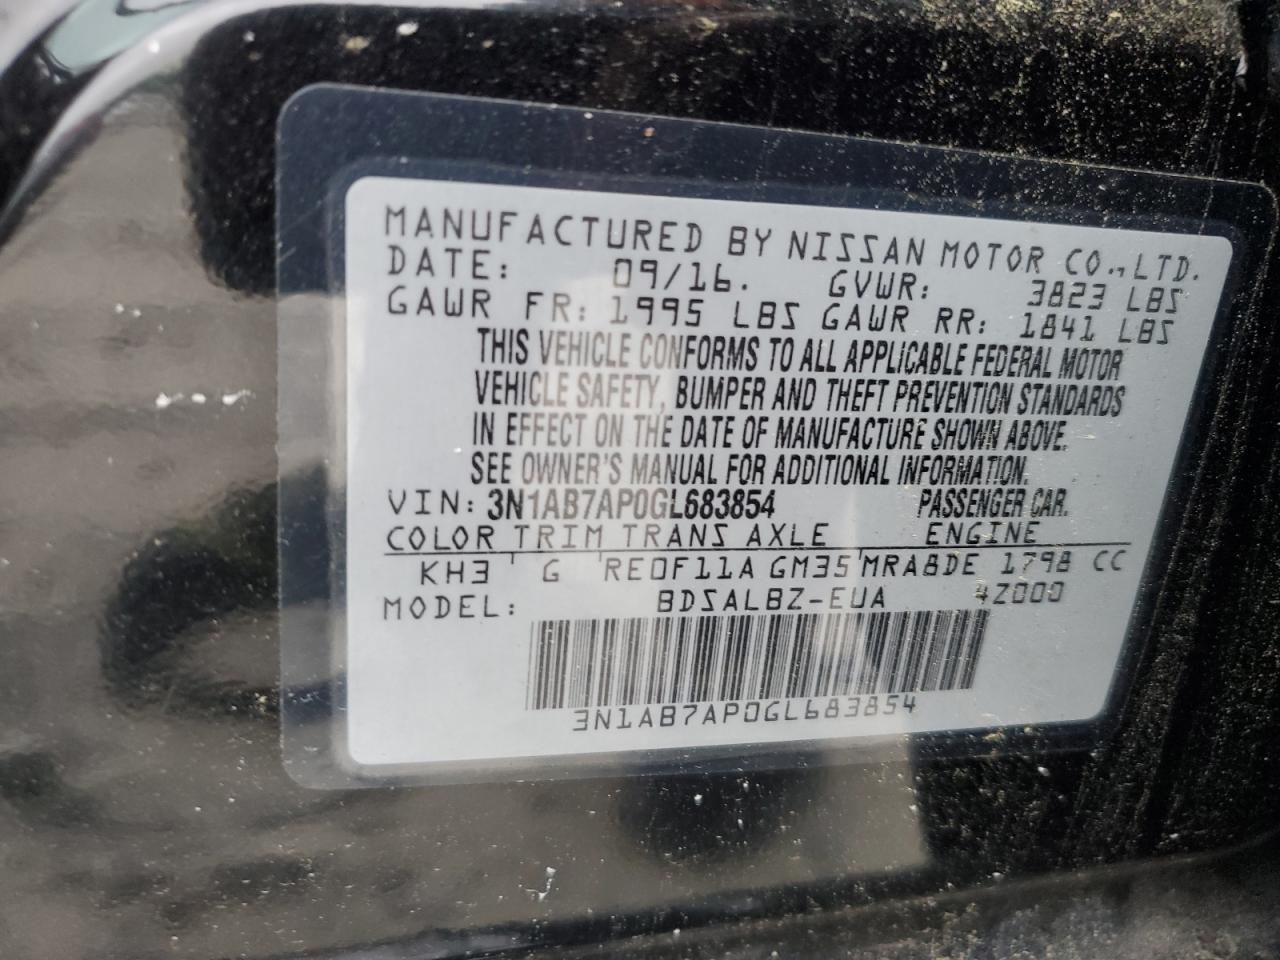 MANUFACTURED BY NISSAN MOTOR CO., LTD.
DATE: 09/16. GVWR: 3823 LBS
GAWR FR: 1995 LBS GAWR RR: 1841 LBS
THIS VEHICLE CONFORMS TO ALL APPLICABLE FEDERAL MOTOR
VEHICLE SAFETY, BUMPER AND THEFT PREVENTION STANDARDS
IN EFFECT ON THE DATE OF MANUFACTURE SHOWN ABOVE.
SEE OWNER'S MANUAL FOR ADDITIONAL INFORMATION.
VIN: 3N1AB7AP0GL683854 PASSENGER CAR.
COLOR TRIM TRANS AXLE ENGINE
KH3 G RE0F11A GM35 MRA8DE 1798 CC
MODEL: BDSALBZ-EUA 4Z000
3N1AB7AP0GL683854